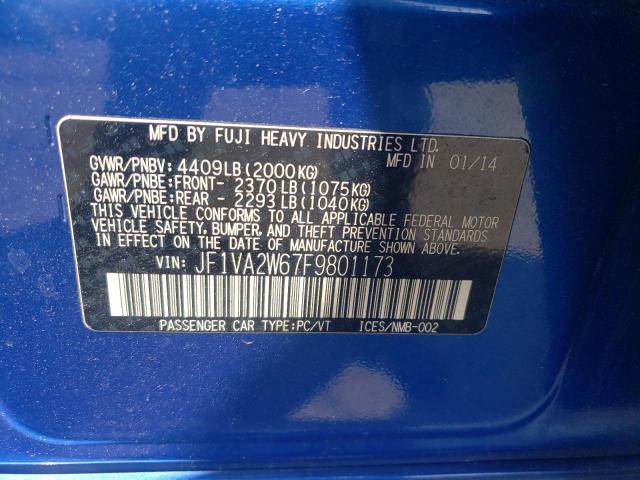 MFD BY FUJI HEAVY INDUSTRIES LTD.
GVWR/PNBV: 4409LB(2000KG) MFD IN 01/14
GAWR/PNBE:FRONT- 2370LB(1075KG)
GAWR/PNBE:REAR - 2293LB(1040KG)
THIS VEHICLE CONFORMS TO ALL APPLICABLE FEDERAL MOTOR
VEHICLE SAFETY, BUMPER, AND THEFT PREVENTION STANDARDS
IN EFFECT ON THE DATE OF MANUFACTURE SHOWN ABOVE.
VIN: JF1VA2W67F9801173
PASSENGER CAR TYPE:PC/VT ICES/NMB-002